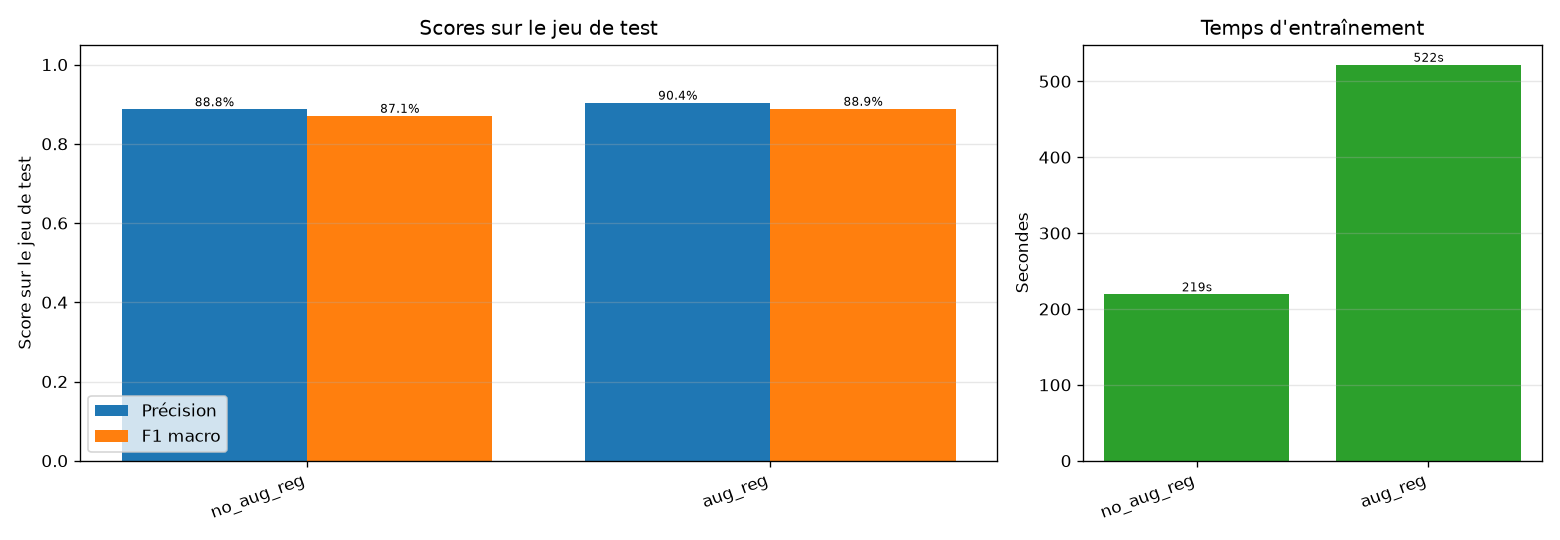 Scores sur le jeu de test
Score sur le jeu de test
1.0
0.8
0.6
0.4
0.2
0.0
88.8%
87.1%
90.4%
88.9%
Précision
F1 macro
no_aug_reg
aug_reg
Temps d'entraînement
Secondes
500
400
300
200
100
0
219s
522s
no_aug_reg
aug_reg